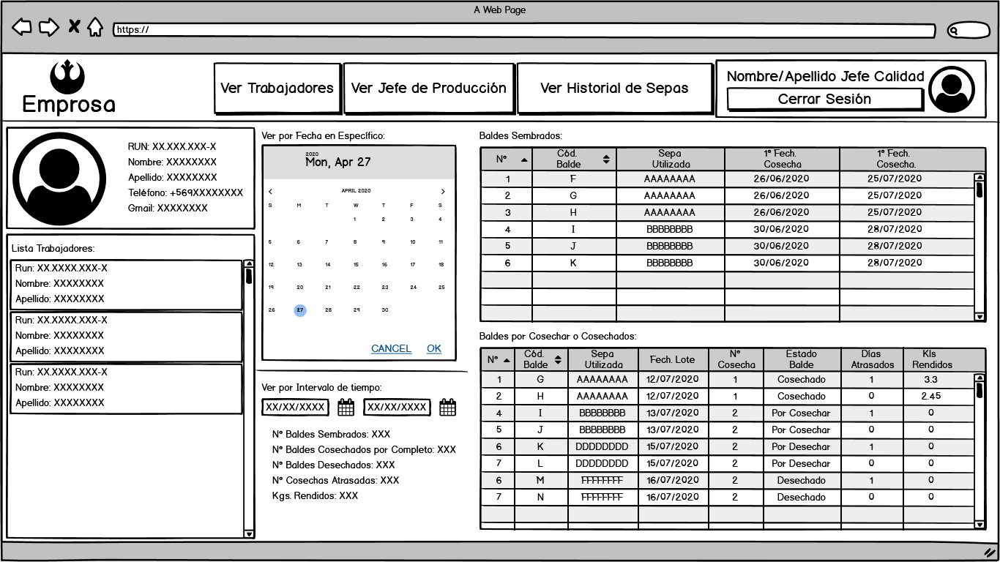 A Web Page
https://
Emprosa
Ver Trabajadores
Ver Jefe de Producción
Ver Historial de Sepas
Nombre/Apellido Jefe Calidad
Cerrar Sesión
RUN: XX.XXX.XXX-X
Nombre: XXXXXXXX
Apellido: XXXXXXXX
Teléfono: +569XXXXXXXX
Gmail: XXXXXXXX
Lista Trabajadores:
Run: XX.XXXX.XXX-X
Nombre: XXXXXXXX
Apellido: XXXXXXXX
Run: XX.XXXX.XXX-X
Nombre: XXXXXXXX
Apellido: XXXXXXXX
Run: XX.XXXX.XXX-X
Nombre: XXXXXXXX
Apellido: XXXXXXXX
Ver por Fecha en Específico:
2020
Mon, Apr 27
APRIL 2020
S M T W T F S
1 2 3 4
5 6 7 8 9 10 11
12 13 14 15 16 17 18
19 20 21 22 23 24 25
26 27 28 29 30
CANCEL OK
Ver por Intervalo de tiempo:
XX/XX/XXXX XX/XX/XXXX
N° Baldes Sembrados: XXX
N° Baldes Cosechados por Completo: XXX
N° Baldes Desechados: XXX
N° Cosechas Atrasadas: XXX
Kgs. Rendidos: XXX
Baldes Sembrados:
N° Cód. Balde Sepa Utilizada 1° Fech. Cosecha 1° Fech. Cosecha.
1 F AAAAAAAA 26/06/2020 25/07/2020
2 G AAAAAAAA 26/06/2020 25/07/2020
3 H AAAAAAAA 26/06/2020 25/07/2020
4 I BBBBBBBB 30/06/2020 28/07/2020
5 J BBBBBBBB 30/06/2020 28/07/2020
6 K BBBBBBBB 30/06/2020 28/07/2020
Baldes por Cosechar o Cosechados:
N° Cód. Balde Sepa Utilizada Fech. Lote N° Cosecha Estado Balde Días Atrasados Kls Rendidos
1 G AAAAAAAA 12/07/2020 1 Cosechado 1 3.3
2 H AAAAAAAA 12/07/2020 1 Cosechado 0 2.45
4 I BBBBBBBB 13/07/2020 2 Por Cosechar 1 0
5 J BBBBBBBB 13/07/2020 2 Por Cosechar 0 0
6 K DDDDDDDD 15/07/2020 2 Por Desechar 1 0
7 L DDDDDDDD 15/07/2020 2 Por Desechar 0 0
6 M FFFFFFFF 16/07/2020 2 Desechado 1 0
7 N FFFFFFFF 16/07/2020 2 Desechado 0 0